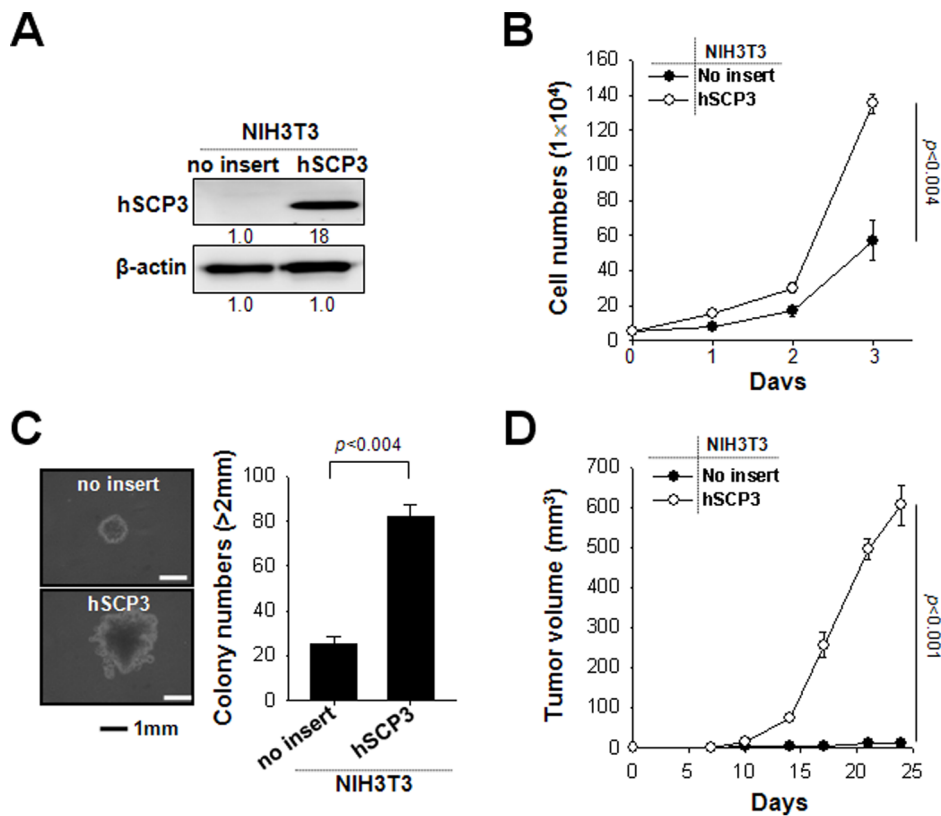 A
NIH3T3
no insert hSCP3
hSCP3
1.0 18
β-actin
1.0 1.0
B
NIH3T3
No insert
hSCP3
160
140
120
100
80
60
40
20
0
Cell numbers (1×10⁴)
p<0.004
0 1 2 3
Days
C
no insert
hSCP3
1mm
p<0.004
100
80
60
40
20
0
Colony numbers (>2mm)
no insert hSCP3
NIH3T3
D
NIH3T3
No insert
hSCP3
700
600
500
400
300
200
100
0
Tumor volume (mm³)
p<0.001
0 5 10 15 20 25
Days